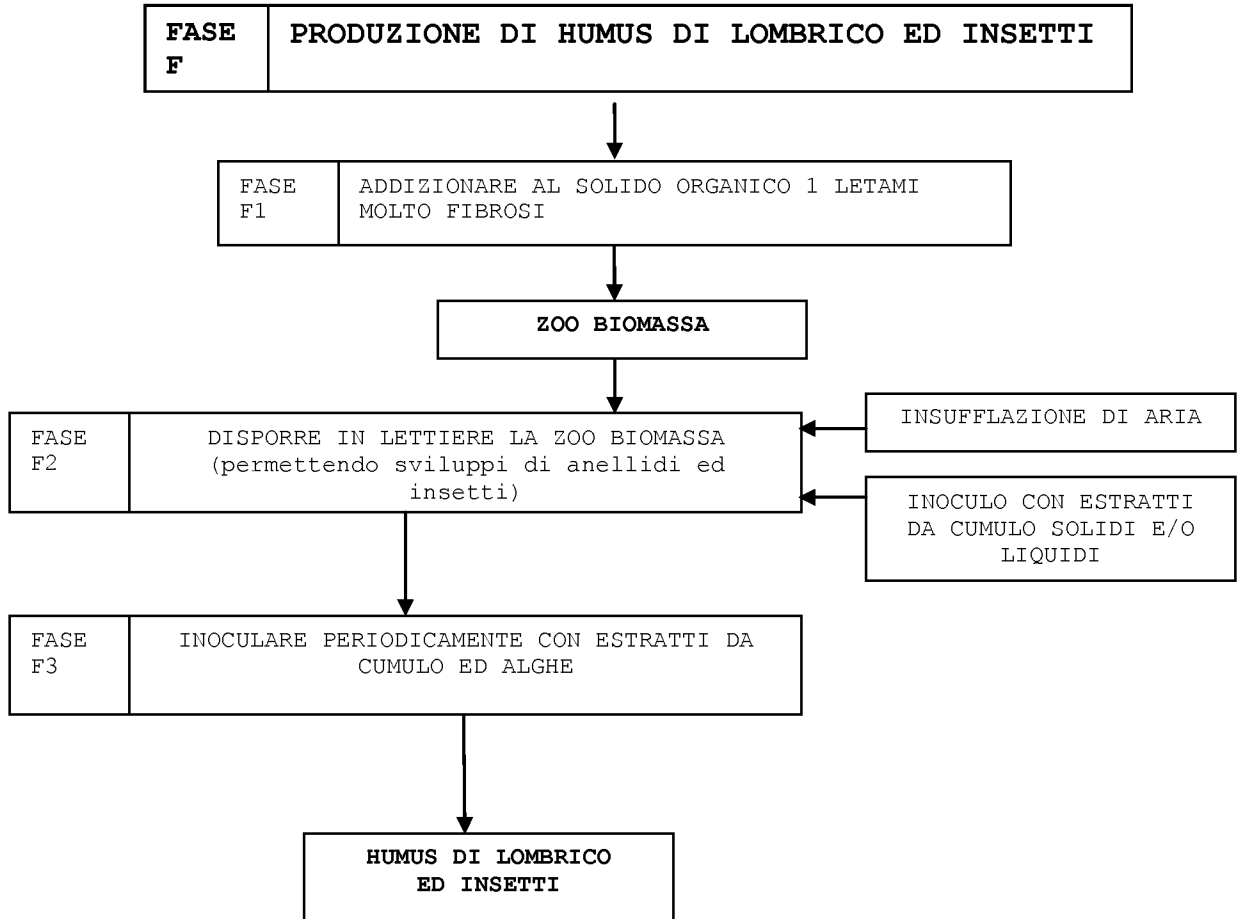 FASE F
PRODUZIONE DI HUMUS DI LOMBRICO ED INSETTI
FASE F1
ADDIZIONARE AL SOLIDO ORGANICO 1 LETAMI
MOLTO FIBROSI
ZOO BIOMASSA
FASE F2
DISPORRE IN LETTIERE LA ZOO BIOMASSA
(permettendo sviluppi di anellidi ed
insetti)
INSUFFLAZIONE DI ARIA
INOCULO CON ESTRATTI
DA CUMULO SOLIDI E/O
LIQUIDI
FASE F3
INOCULARE PERIODICAMENTE CON ESTRATTI DA
CUMULO ED ALGHE
HUMUS DI LOMBRICO
ED INSETTI